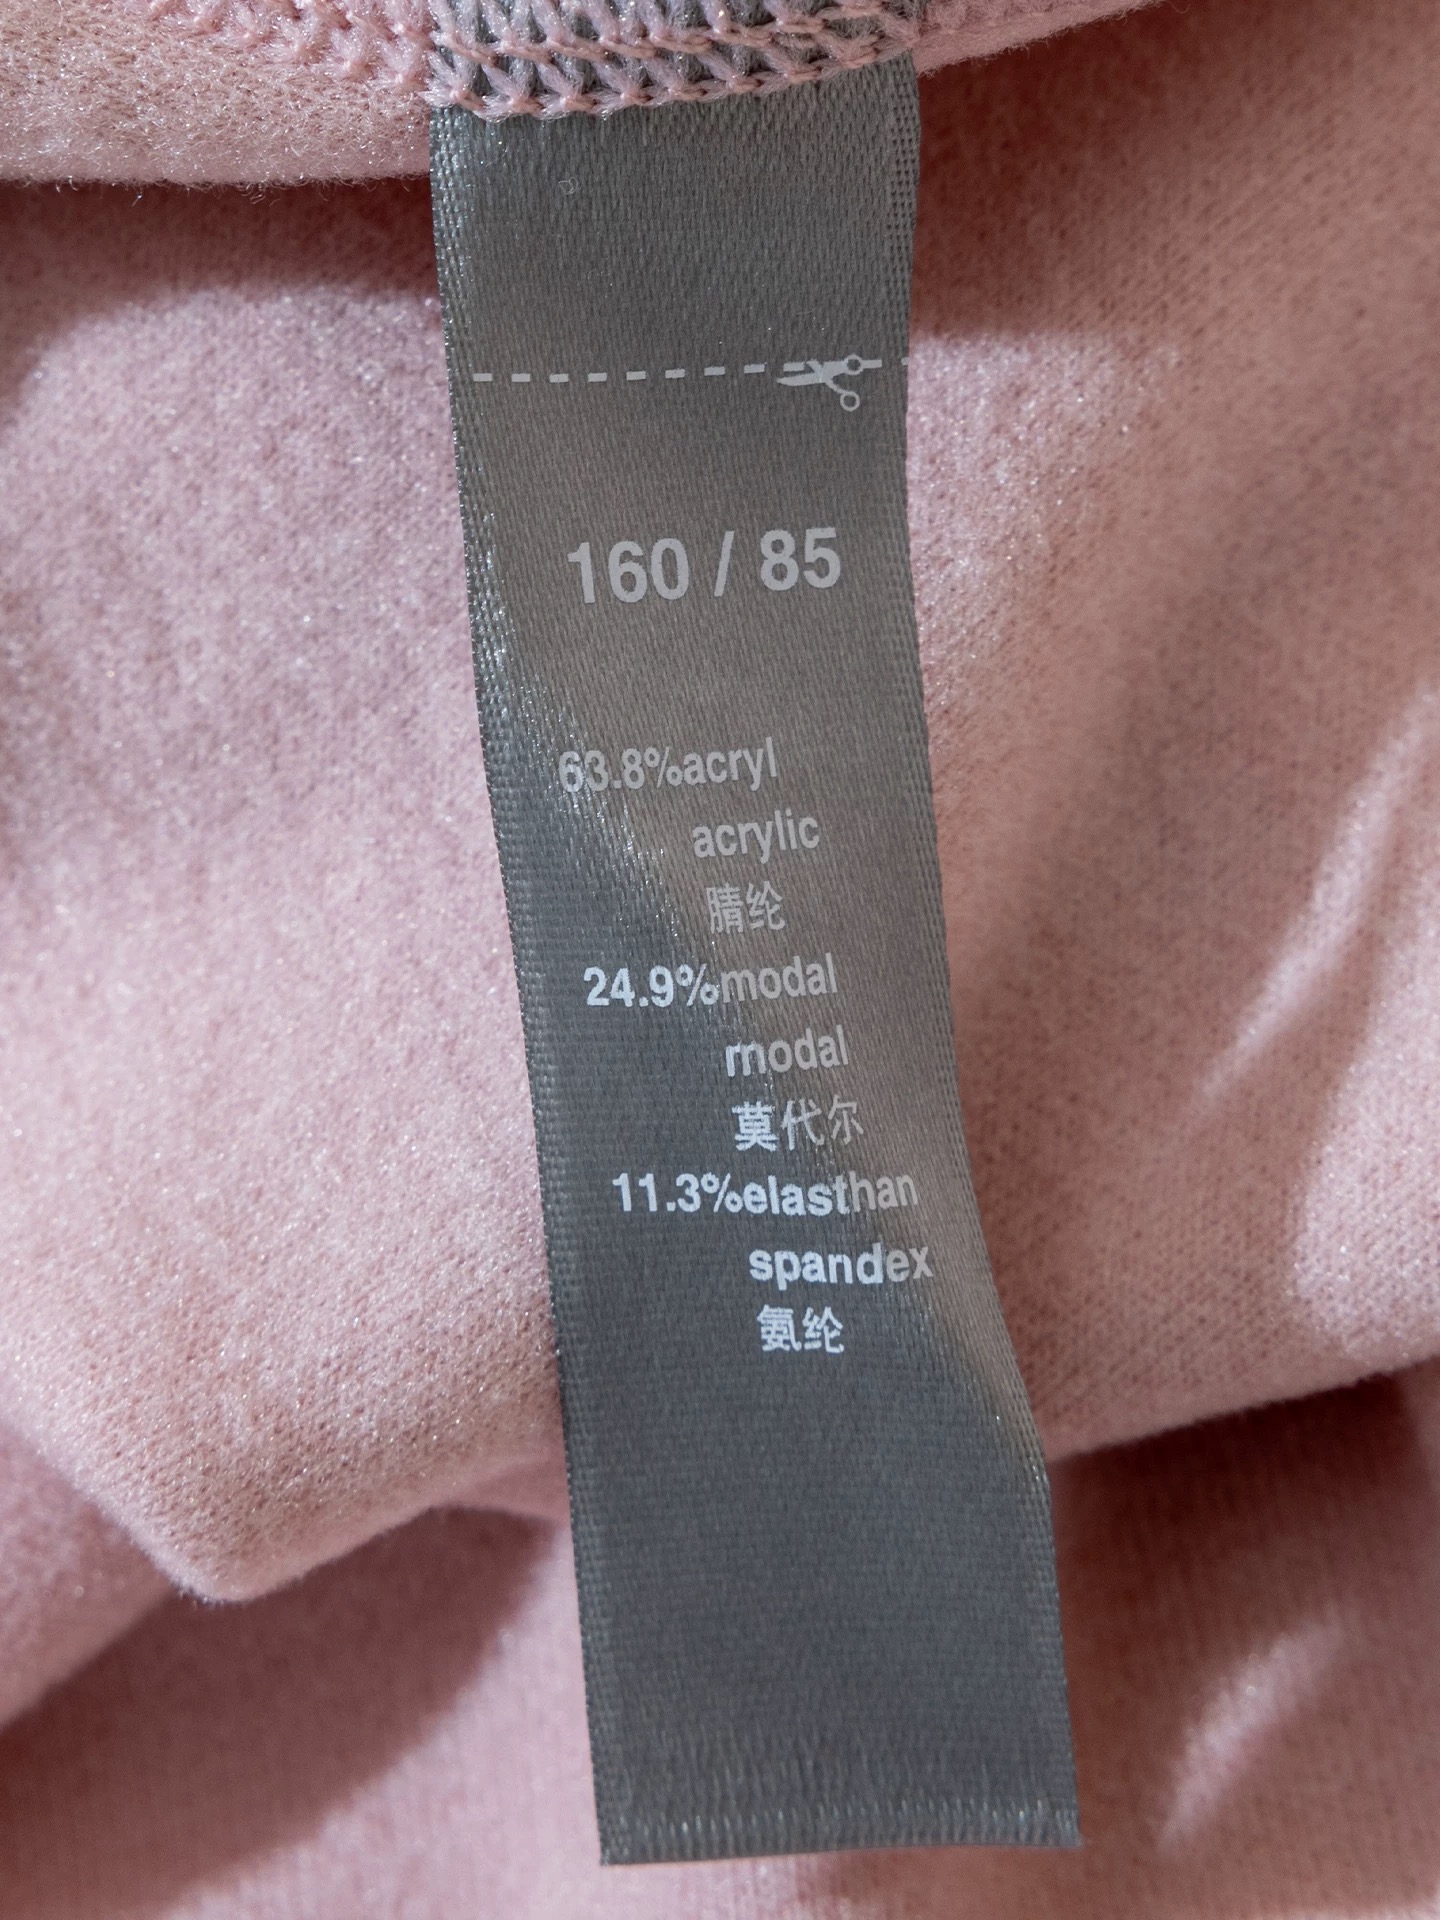 160 / 85
63.8%acryl
acrylic
腈纶
24.9%modal
modal
莫代尔
11.3%elasthan
spandex
氨纶